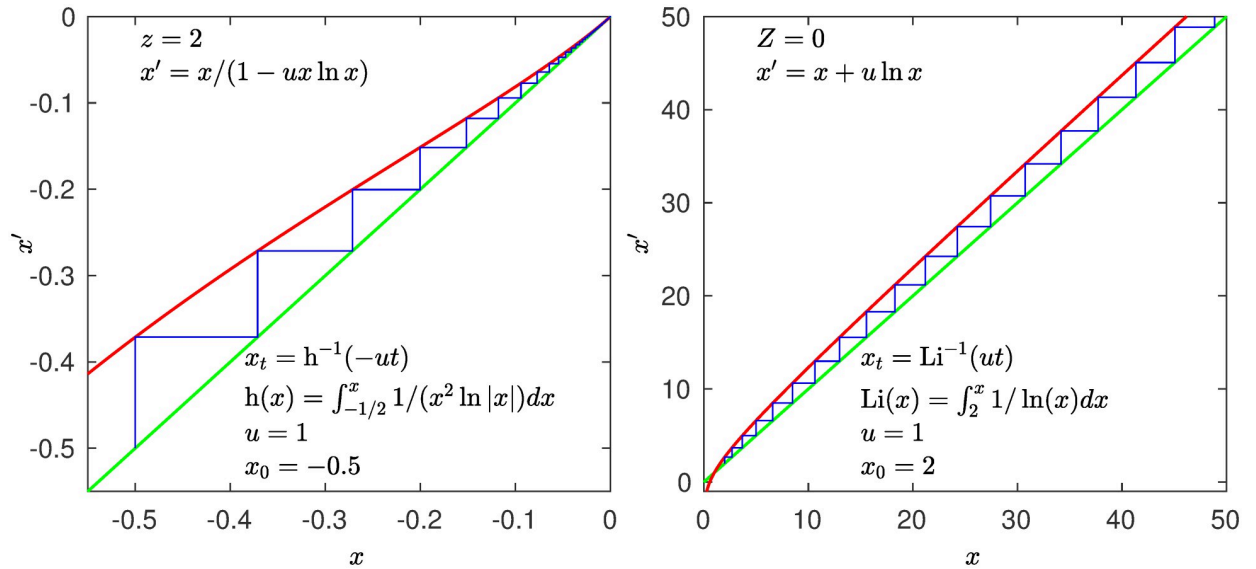 0
-0.1
-0.2
-0.3
-0.4
-0.5
x′
z = 2
x′ = x/(1 − ux ln x)
x_t = h⁻¹(−ut)
h(x) = ∫_{−1/2}^{x} 1/(x² ln |x|)dx
u = 1
x₀ = −0.5
-0.5 -0.4 -0.3 -0.2 -0.1 0
x
50
40
30
20
10
0
x′
Z = 0
x′ = x + u ln x
x_t = Li⁻¹(ut)
Li(x) = ∫_{2}^{x} 1/ ln(x)dx
u = 1
x₀ = 2
0 10 20 30 40 50
x